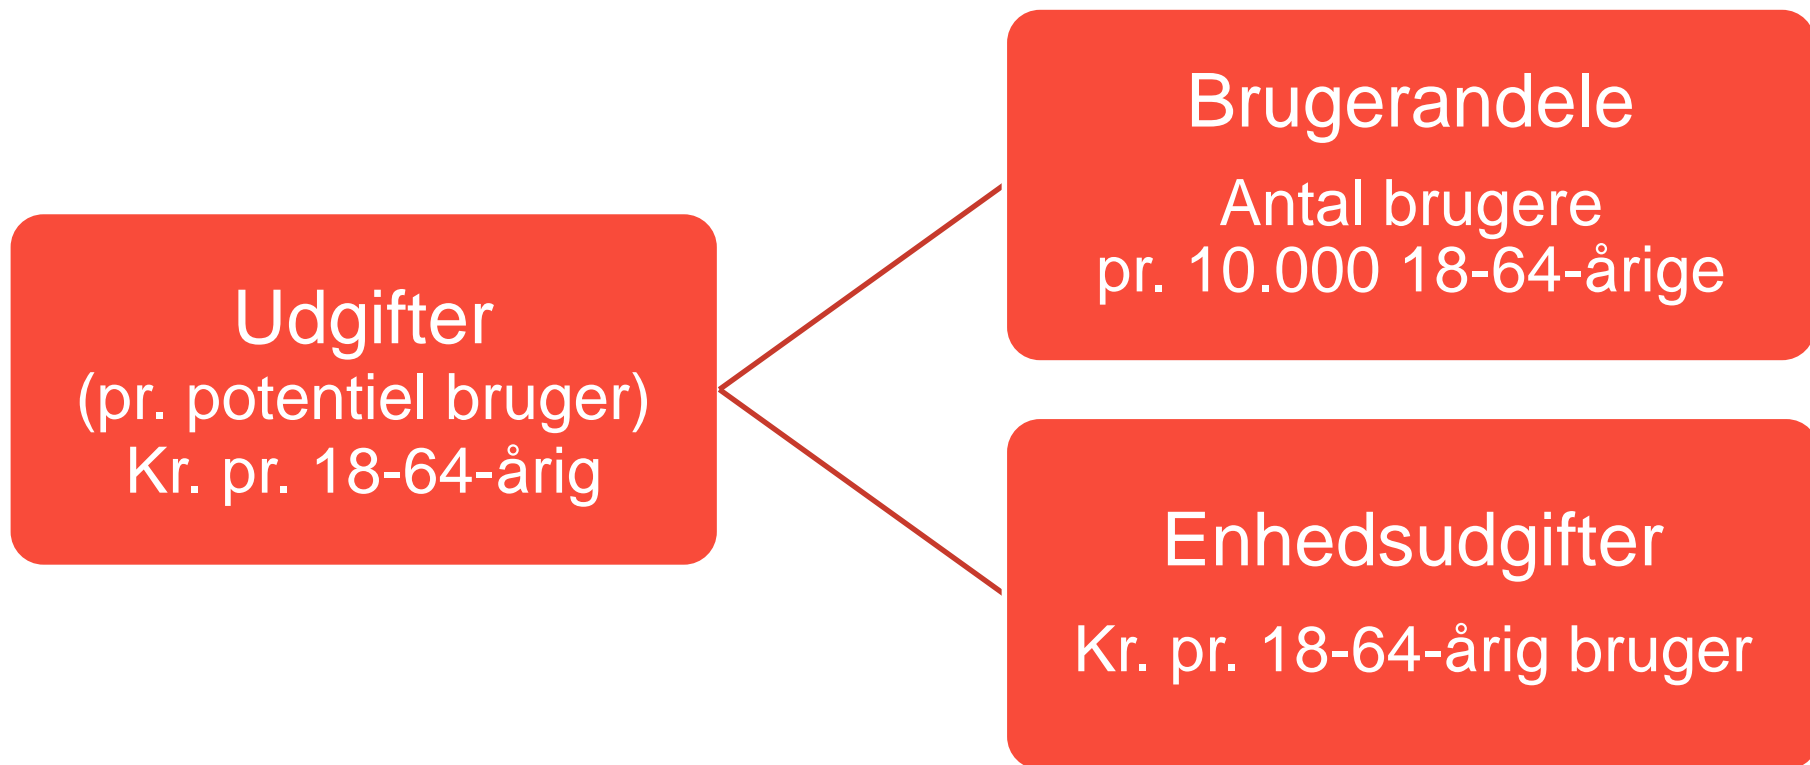 Udgifter
(pr. potentiel bruger)
Kr. pr. 18-64-årig
Brugerandele
Antal brugere
pr. 10.000 18-64-årige
Enhedsudgifter
Kr. pr. 18-64-årig bruger